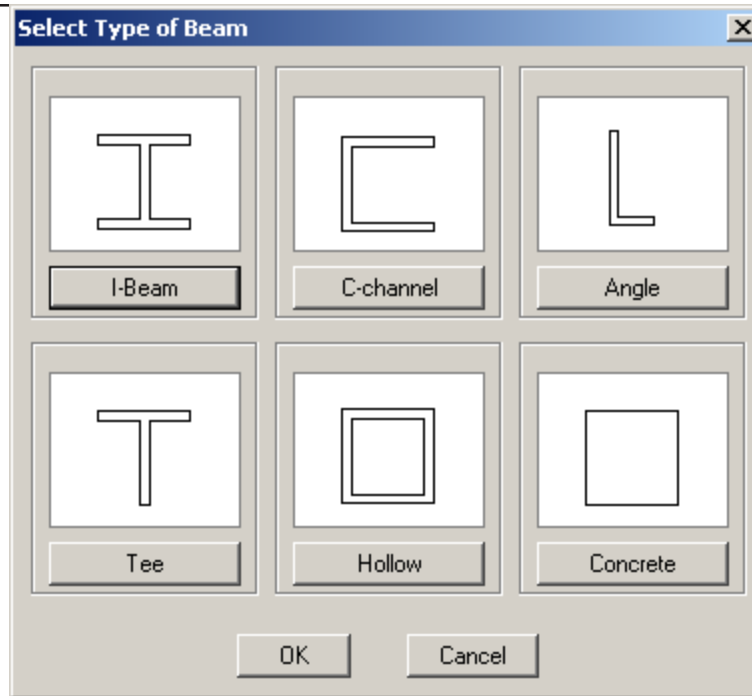 Select Type of Beam
I-Beam
C-channel
Angle
Tee
Hollow
Concrete
OK
Cancel